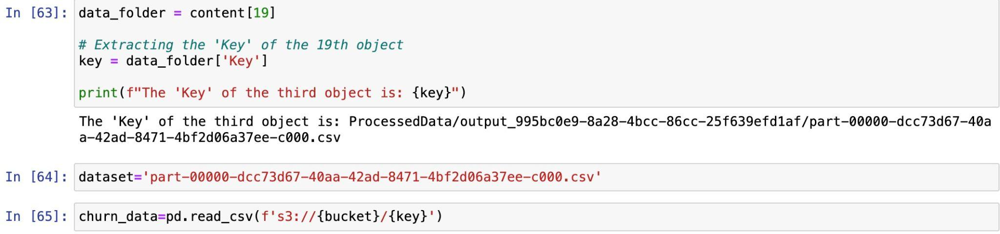 In [63]: data_folder = content[19]
# Extracting the 'Key' of the 19th object
key = data_folder['Key']
print(f"The 'Key' of the third object is: {key}")
The 'Key' of the third object is: ProcessedData/output_995bc0e9-8a28-4bcc-86cc-25f639efd1af/part-00000-dcc73d67-40a
a-42ad-8471-4bf2d06a37ee-c000.csv
In [64]: dataset='part-00000-dcc73d67-40aa-42ad-8471-4bf2d06a37ee-c000.csv'
In [65]: churn_data=pd.read_csv(f's3://{bucket}/{key}')